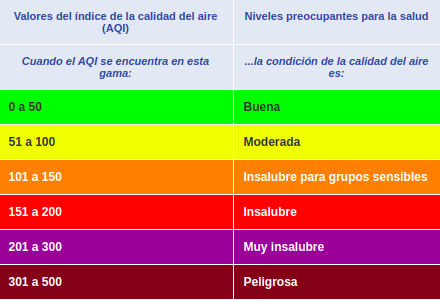 Valores del índice de la calidad del aire
(AQI)
Niveles preocupantes para la salud
Cuando el AQI se encuentra en esta
gama:
...la condición de la calidad del aire
es:
0 a 50
Buena
51 a 100
Moderada
101 a 150
Insalubre para grupos sensibles
151 a 200
Insalubre
201 a 300
Muy insalubre
301 a 500
Peligrosa